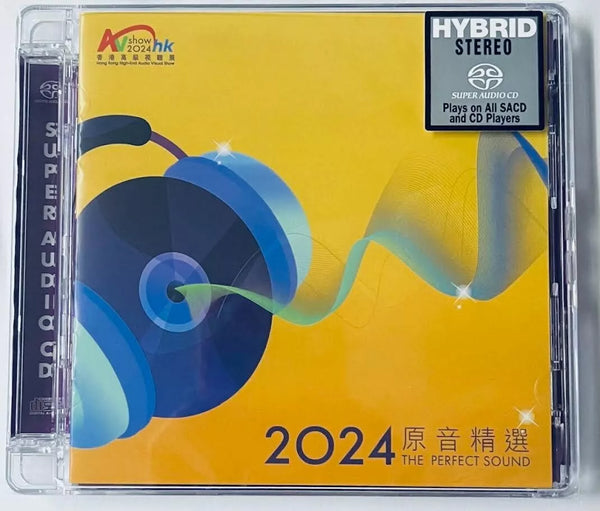 AV show 2024 hk
香港高級視聽展
Hong Kong High-End Audio Visual Show
HYBRID
STEREO
SUPER AUDIO CD
Plays on All SACD
and CD Players
SUPER AUDIO CD
2024 原音精選
THE PERFECT SOUND